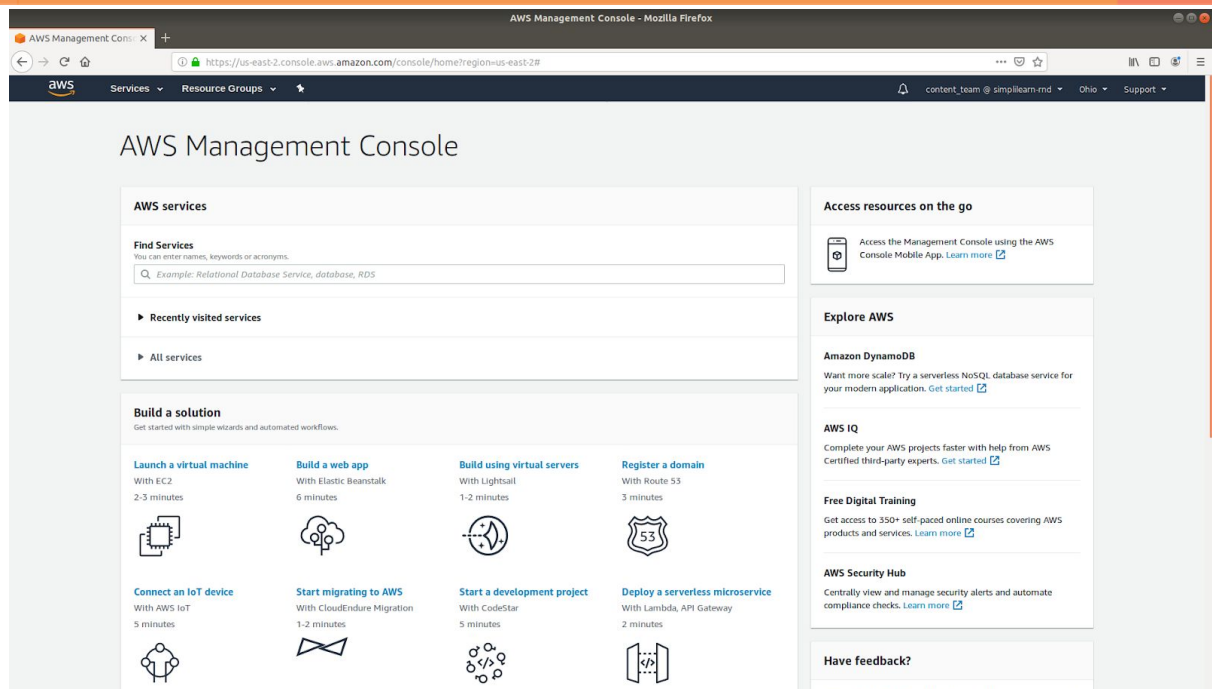 AWS Management Console - Mozilla Firefox
AWS Management Cons
https://us-east-2.console.aws.amazon.com/console/home?region=us-east-2#
aws Services Resource Groups content_team @ simplilearn-rnd Ohio Support
AWS Management Console
AWS services
Find Services
You can enter names, keywords or acronyms.
Example: Relational Database Service, database, RDS
Recently visited services
All services
Build a solution
Get started with simple wizards and automated workflows.
Launch a virtual machine
With EC2
2-3 minutes
Build a web app
With Elastic Beanstalk
6 minutes
Build using virtual servers
With Lightsail
1-2 minutes
Register a domain
With Route 53
3 minutes
53
Connect an IoT device
With AWS IoT
5 minutes
Start migrating to AWS
With CloudEndure Migration
1-2 minutes
Start a development project
With CodeStar
5 minutes
</>
Deploy a serverless microservice
With Lambda, API Gateway
2 minutes
</>
Access resources on the go
Access the Management Console using the AWS
Console Mobile App. Learn more
Explore AWS
Amazon DynamoDB
Want more scale? Try a serverless NoSQL database service for
your modern application. Get started
AWS IQ
Complete your AWS projects faster with help from AWS
Certified third-party experts. Get started
Free Digital Training
Get access to 350+ self-paced online courses covering AWS
products and services. Learn more
AWS Security Hub
Centrally view and manage security alerts and automate
compliance checks. Learn more
Have feedback?